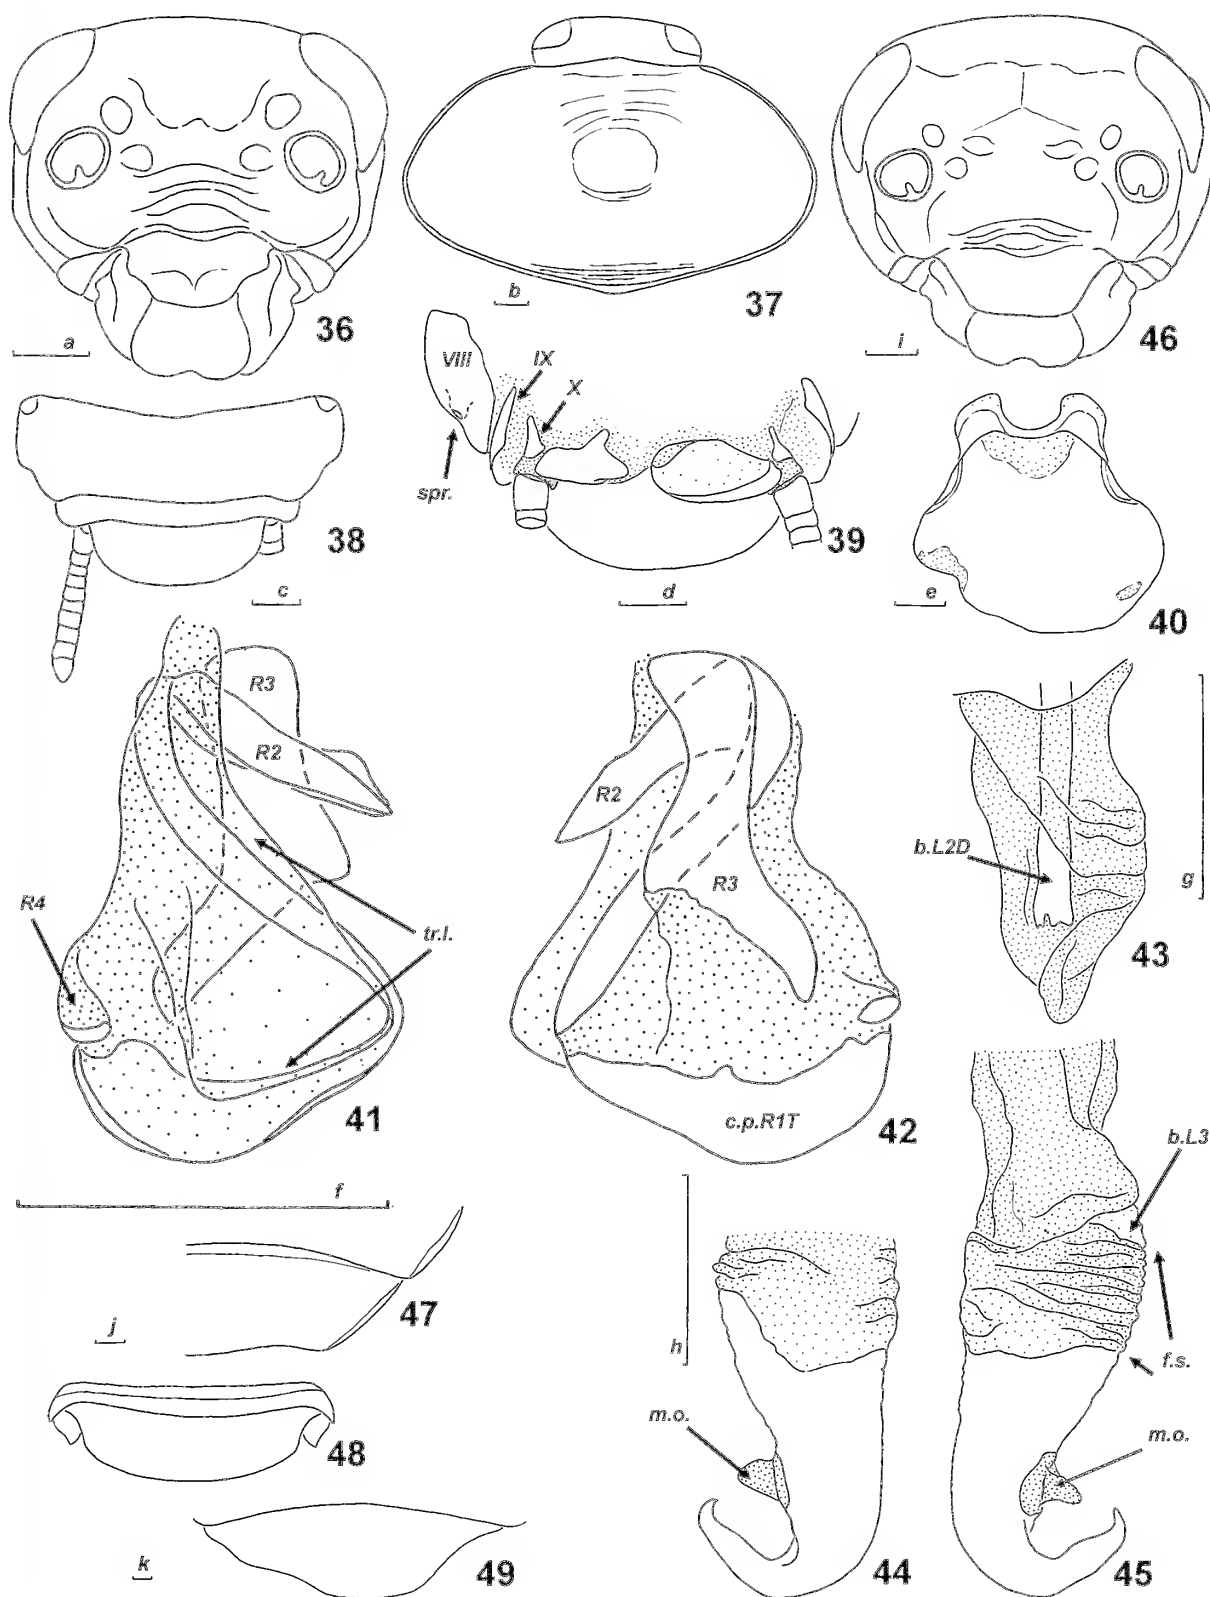 36
a
37
b
46
i
VIII
IX
X
spr.
38
c
39
d
40
e
R3
R2
R4
tr.l.
41
f
R2
R3
c.p.R1T
42
b.L2D
g
43
b.L3
f.s.
m.o.
45
h
m.o.
44
47
j
48
49
k